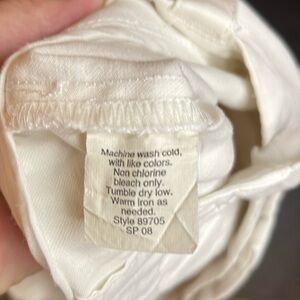 Machine wash cold,
with like colors.
Non chlorine
bleach only.
Tumble dry low.
Warm iron as
needed.
Style 89705
SP 08